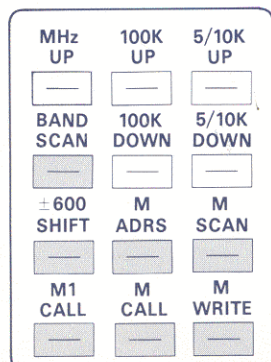 MHz 100K 5/10K
UP UP UP
BAND 100K 5/10K
SCAN DOWN DOWN
±600 M M
SHIFT ADRS SCAN
M1 M M
CALL CALL WRITE